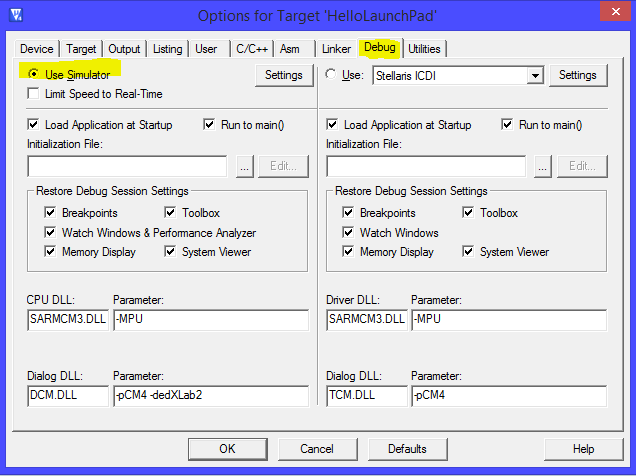 Options for Target 'HelloLaunchPad'
Device Target Output Listing User C/C++ Asm Linker Debug Utilities
Use Simulator Settings
Limit Speed to Real-Time
Use: Stellaris ICDI Settings
Load Application at Startup Run to main()
Initialization File:
... Edit...
Restore Debug Session Settings
Breakpoints Toolbox
Watch Windows & Performance Analyzer
Memory Display System Viewer
Load Application at Startup Run to main()
Initialization File:
... Edit...
Restore Debug Session Settings
Breakpoints Toolbox
Watch Windows
Memory Display System Viewer
CPU DLL: Parameter:
SARMCM3.DLL -MPU
Dialog DLL: Parameter:
DCM.DLL -pCM4 -dedXLab2
Driver DLL: Parameter:
SARMCM3.DLL -MPU
Dialog DLL: Parameter:
TCM.DLL -pCM4
OK Cancel Defaults Help